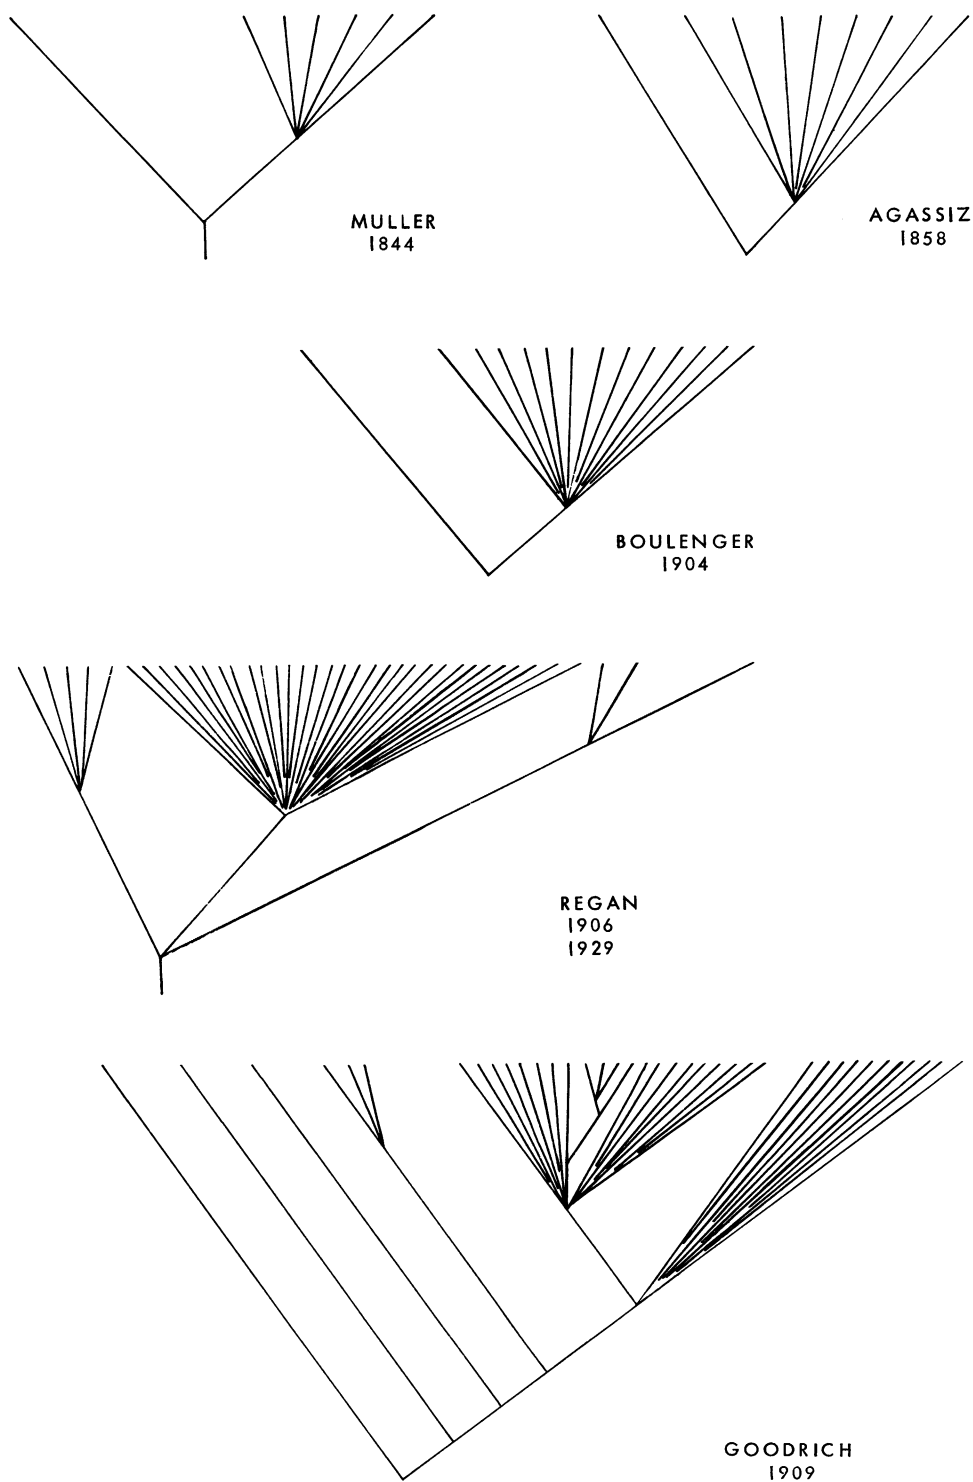 MULLER
1844
AGASSIZ
1858
BOULENGER
1904
REGAN
1906
1929
GOODRICH
1909